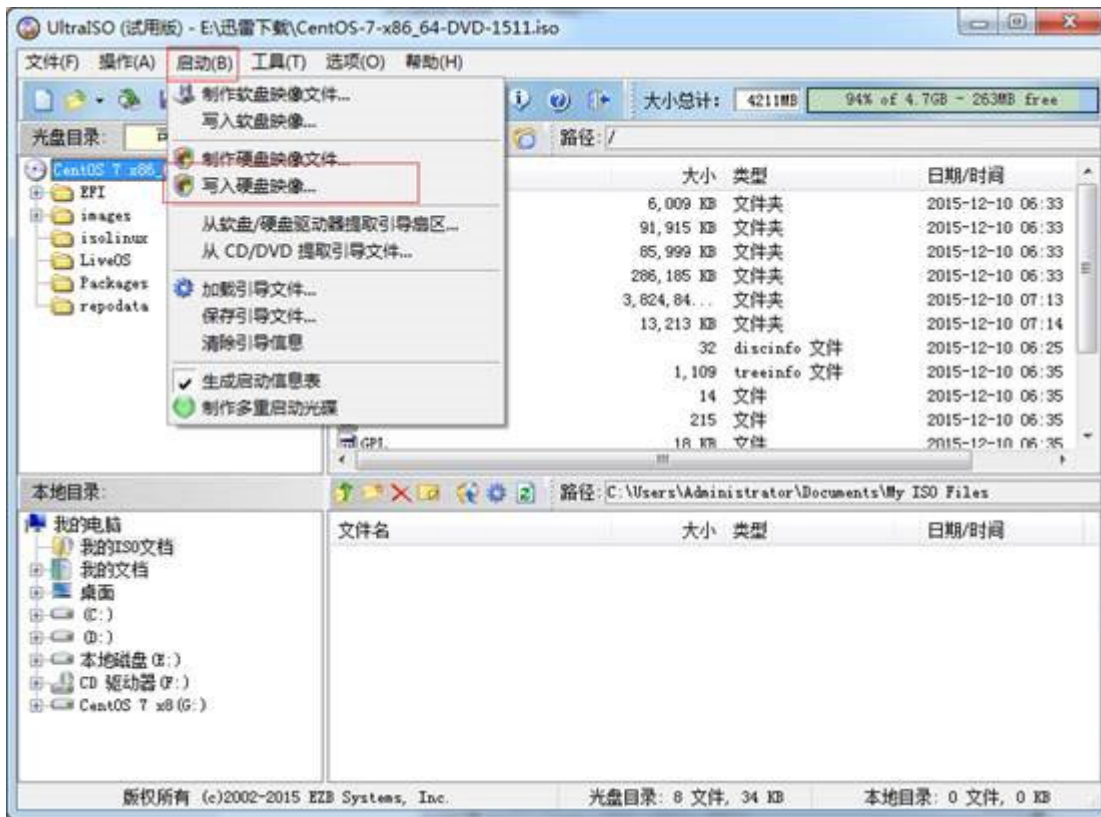 UltraISO (试用版) - E:\迅雷下载\CentOS-7-x86_64-DVD-1511.iso
文件(F) 操作(A) 启动(B) 工具(T) 选项(O) 帮助(H)
大小总计: 4211MB 94% of 4.7GB - 263MB free
光盘目录: 路径: /
制作软盘映像文件...
写入软盘映像...
制作硬盘映像文件...
写入硬盘映像...
从软盘/硬盘驱动器提取引导扇区...
从 CD/DVD 提取引导文件...
加载引导文件...
保存引导文件...
清除引导信息
生成启动信息表
制作多重启动光碟
CentOS 7 x86_
EFI
images
isolinux
LiveOS
Packages
repodata
大小 类型 日期/时间
6,009 KB 文件夹 2015-12-10 06:33
91,915 KB 文件夹 2015-12-10 06:33
85,999 KB 文件夹 2015-12-10 06:33
286,185 KB 文件夹 2015-12-10 06:33
3,824,84... 文件夹 2015-12-10 07:13
13,213 KB 文件夹 2015-12-10 07:14
32 discinfo 文件 2015-12-10 06:25
1,109 treeinfo 文件 2015-12-10 06:35
14 文件 2015-12-10 06:35
215 文件 2015-12-10 06:35
GPL 18 KB 文件 2015-12-10 06:35
本地目录: 路径: C:\Users\Administrator\Documents\My ISO Files
我的电脑
我的ISO文档
我的文档
桌面
(C:)
(D:)
本地磁盘(E:)
CD 驱动器(F:)
CentOS 7 x8(G:)
文件名 大小 类型 日期/时间
版权所有 (c)2002-2015 EZB Systems, Inc. 光盘目录: 8 文件, 34 KB 本地目录: 0 文件, 0 KB